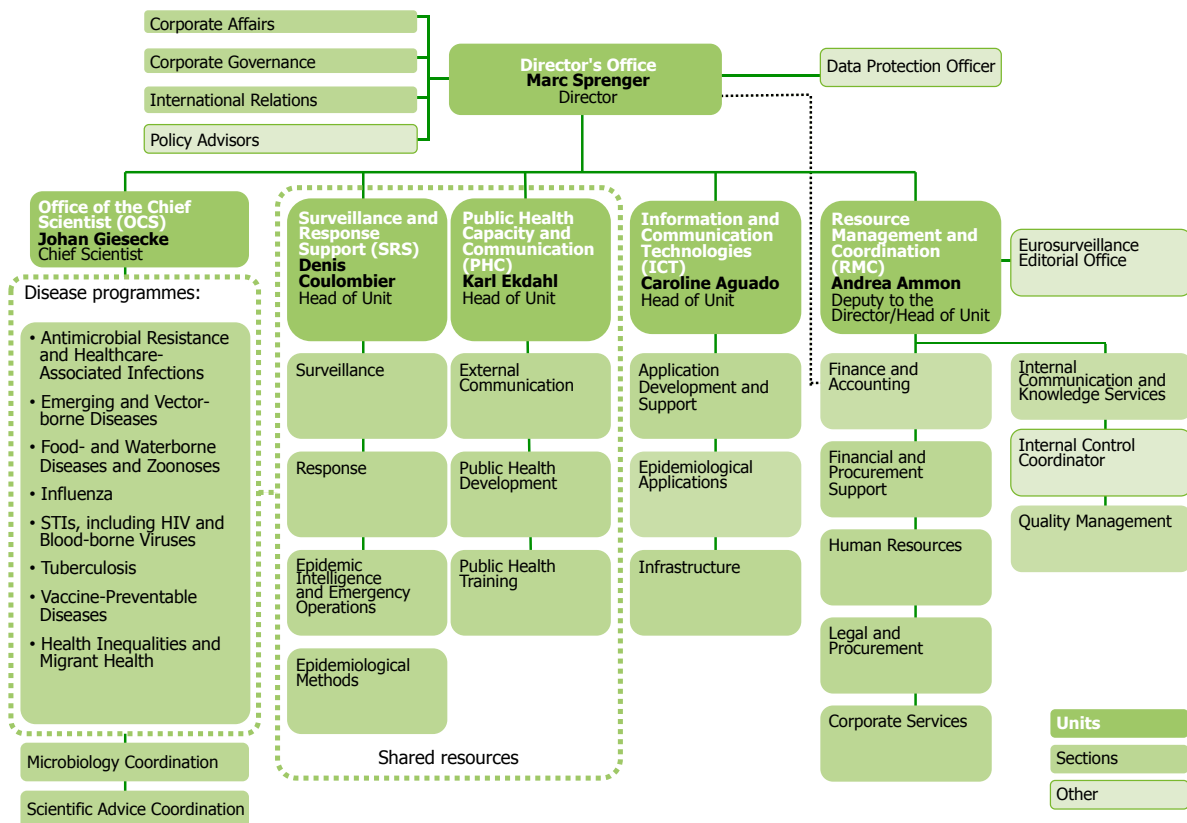 Corporate Affairs
Corporate Governance
International Relations
Policy Advisors
Director's Office
Marc Sprenger
Director
Data Protection Officer
Office of the Chief
Scientist (OCS)
Johan Giesecke
Chief Scientist
Disease programmes:
• Antimicrobial Resistance
and Healthcare-
Associated Infections
• Emerging and Vector-
borne Diseases
• Food- and Waterborne
Diseases and Zoonoses
• Influenza
• STIs, including HIV and
Blood-borne Viruses
• Tuberculosis
• Vaccine-Preventable
Diseases
• Health Inequalities and
Migrant Health
Microbiology Coordination
Scientific Advice Coordination
Surveillance and
Response
Support (SRS)
Denis
Coulombier
Head of Unit
Surveillance
Response
Epidemic
Intelligence
and Emergency
Operations
Epidemiological
Methods
Public Health
Capacity and
Communication
(PHC)
Karl Ekdahl
Head of Unit
External
Communication
Public Health
Development
Public Health
Training
Shared resources
Information and
Communication
Technologies
(ICT)
Caroline Aguado
Head of Unit
Application
Development and
Support
Epidemiological
Applications
Infrastructure
Resource
Management and
Coordination
(RMC)
Andrea Ammon
Deputy to the
Director/Head of Unit
Finance and
Accounting
Financial and
Procurement
Support
Human Resources
Legal and
Procurement
Corporate Services
Eurosurveillance
Editorial Office
Internal
Communication and
Knowledge Services
Internal Control
Coordinator
Quality Management
Units
Sections
Other